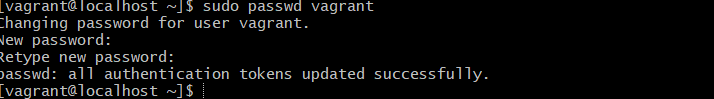 [vagrant@localhost ~]$ sudo passwd vagrant
Changing password for user vagrant.
New password:
Retype new password:
passwd: all authentication tokens updated successfully.
[vagrant@localhost ~]$